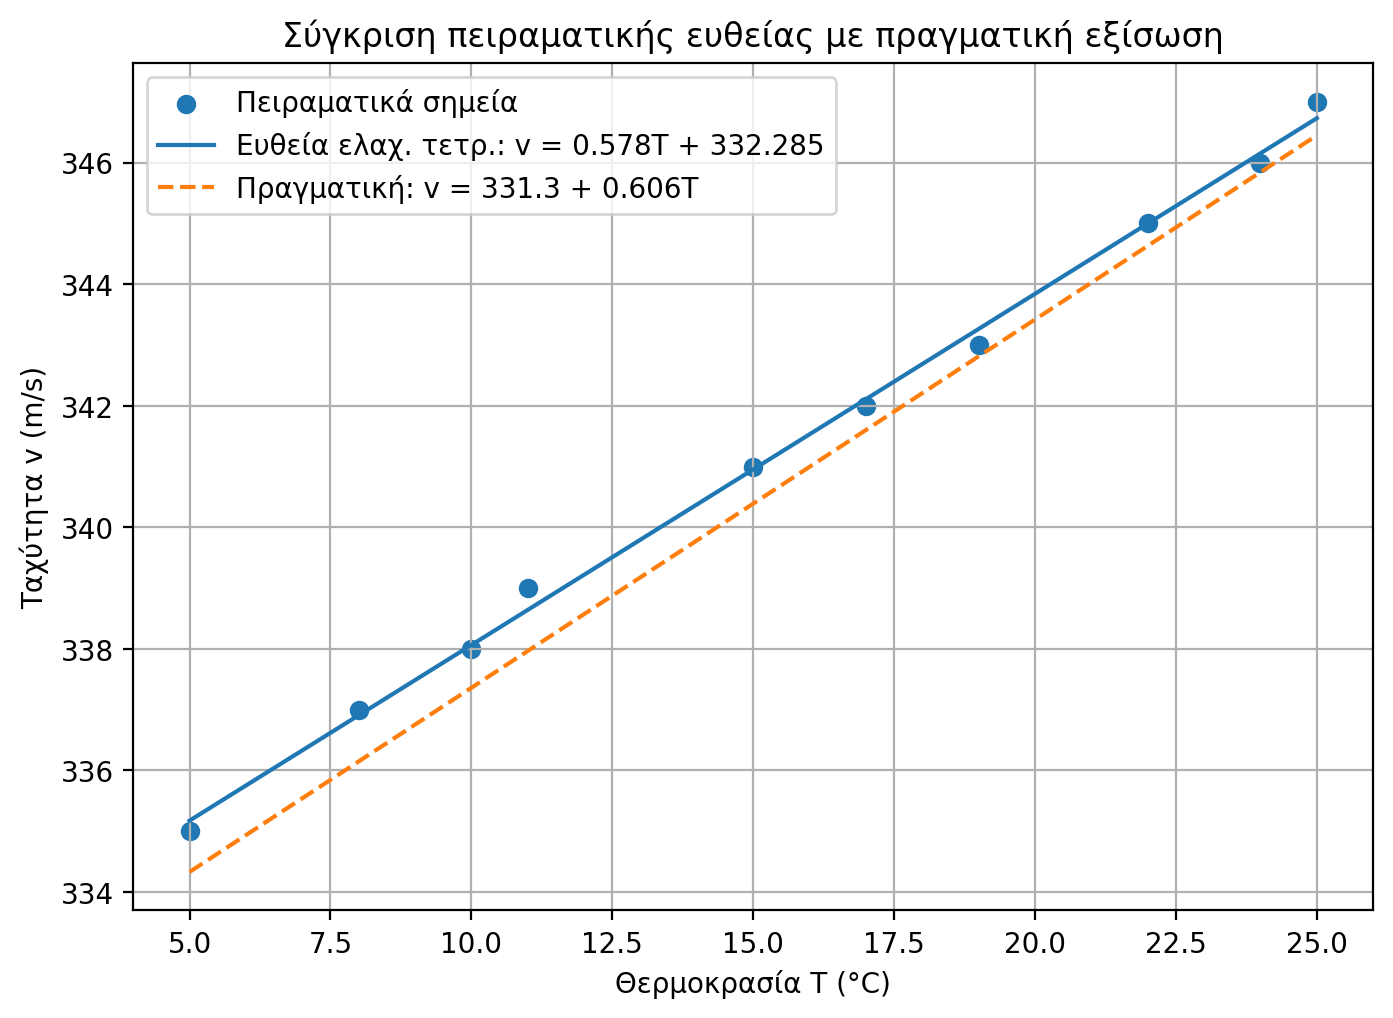 Σύγκριση πειραματικής ευθείας με πραγματική εξίσωση
Πειραματικά σημεία
Ευθεία ελαχ. τετρ.: v = 0.578T + 332.285
Πραγματική: v = 331.3 + 0.606T
346
344
342
340
338
336
334
Ταχύτητα v (m/s)
5.0 7.5 10.0 12.5 15.0 17.5 20.0 22.5 25.0
Θερμοκρασία T (°C)